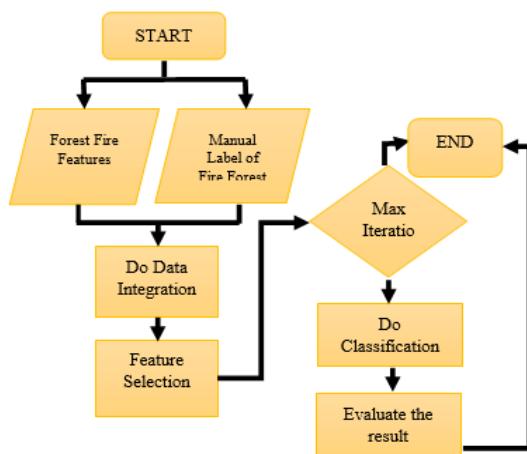 START
Forest Fire
Features
Manual
Label of
Fire Forest
Do Data
Integration
Feature
Selection
END
Max
Iteratio
Do
Classification
Evaluate the
result